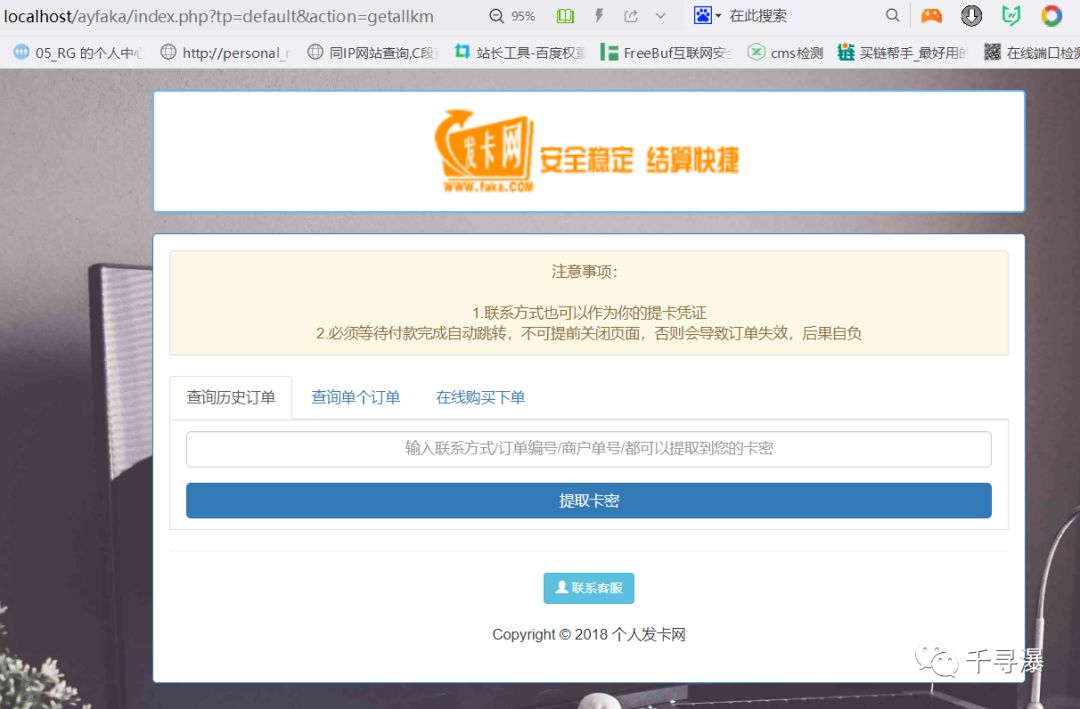 localhost/ayfaka/index.php?tp=default&action=getallkm
95%
在此搜索
05_RG 的个人中心
http://personal_
同IP网站查询,C段
站长工具-百度权重
FreeBuf互联网安全
cms检测
买链帮手_最好用的
在线端口检测
发卡网
www.faka.com
安全稳定 结算快捷
注意事项：
1.联系方式也可以作为你的提卡凭证
2.必须等待付款完成自动跳转，不可提前关闭页面，否则会导致订单失效，后果自负
查询历史订单
查询单个订单
在线购买下单
输入联系方式/订单编号/商户单号/都可以提取到您的卡密
提取卡密
联系客服
Copyright © 2018 个人发卡网
千寻瀑